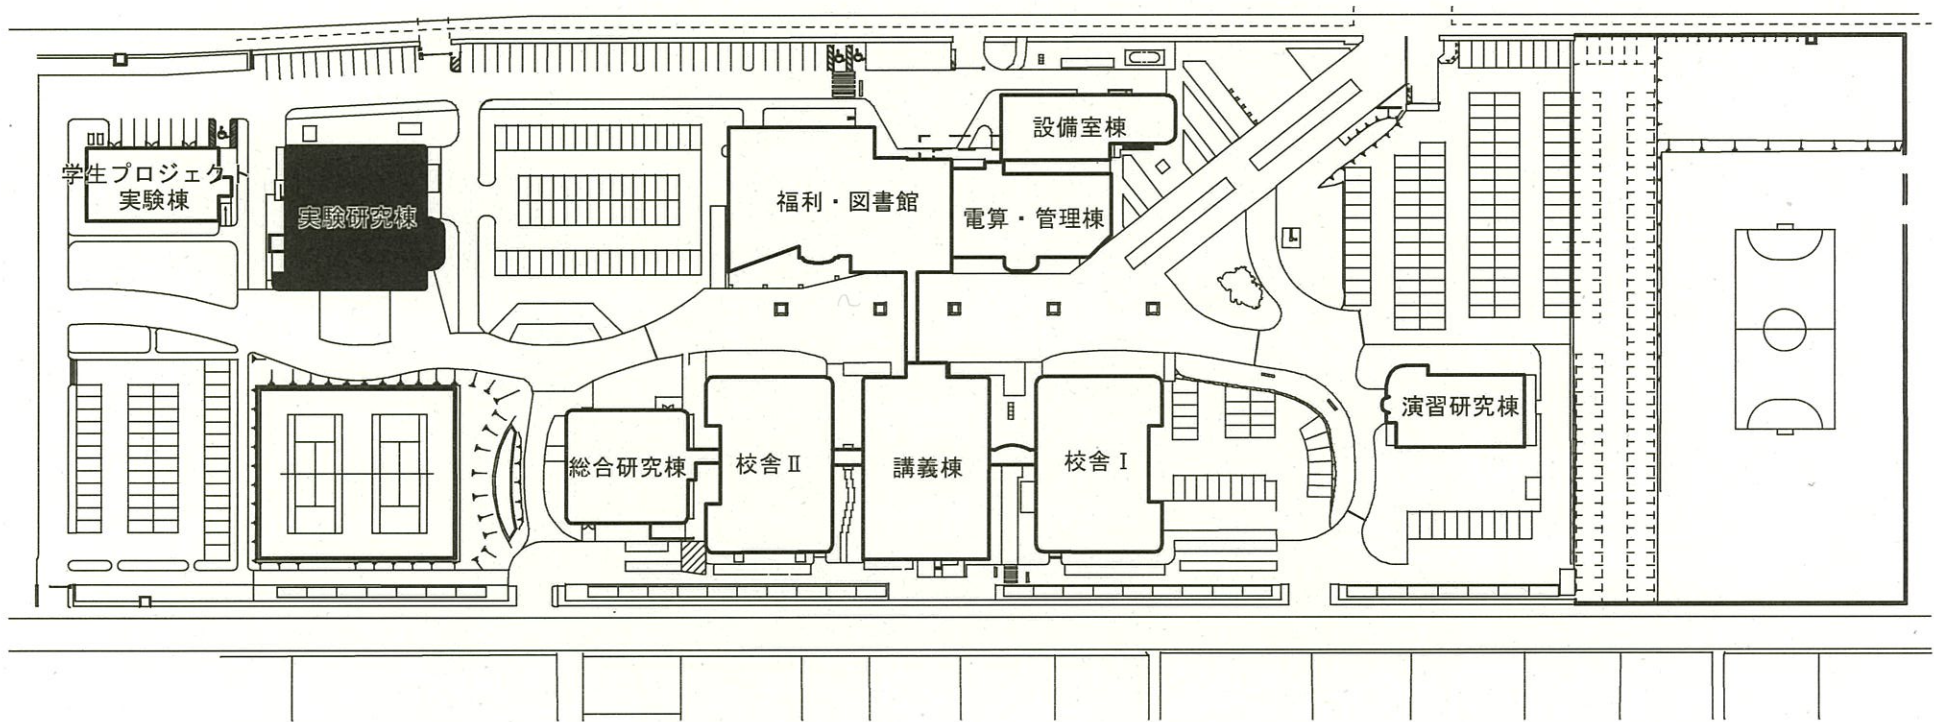 学生プロジェクト
実験棟
実験研究棟
福利・図書館
設備室棟
電算・管理棟
総合研究棟
校舎Ⅱ
講義棟
校舎Ⅰ
演習研究棟